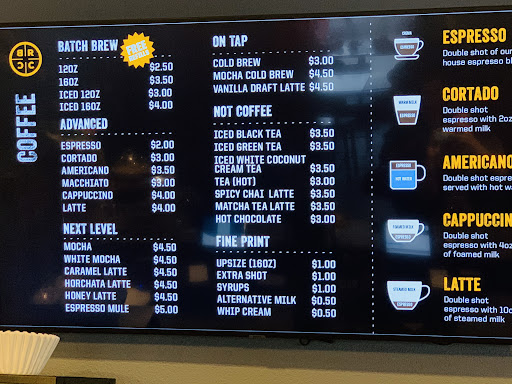 BRCC
COFFEE
BATCH BREW
FREE REFILLS
12OZ $2.50
16OZ $3.50
ICED 12OZ $3.00
ICED 16OZ $4.00
ADVANCED
ESPRESSO $2.00
CORTADO $3.00
AMERICANO $3.50
MACCHIATO $3.00
CAPPUCCINO $4.00
LATTE $4.00
NEXT LEVEL
MOCHA $4.50
WHITE MOCHA $4.50
CARAMEL LATTE $4.50
HORCHATA LATTE $4.50
HONEY LATTE $4.50
ESPRESSO MULE $5.00
ON TAP
COLD BREW $3.00
MOCHA COLD BREW $4.50
VANILLA DRAFT LATTE $4.50
NOT COFFEE
ICED BLACK TEA $3.50
ICED GREEN TEA $3.50
ICED WHITE COCONUT
CREAM TEA $3.50
TEA (HOT) $3.00
SPICY CHAI LATTE $3.50
MATCHA TEA LATTE $3.50
HOT CHOCOLATE $3.00
FINE PRINT
UPSIZE (16OZ) $1.00
EXTRA SHOT $1.00
SYRUPS $1.00
ALTERNATIVE MILK $0.50
WHIP CREAM $0.50
CREMA
ESPRESSO
ESPRESSO
Double shot of our
house espresso bl
WARM MILK
ESPRESSO
CORTADO
Double shot
espresso with 2oz
warmed milk
ESPRESSO
HOT WATER
AMERICANO
Double shot espre
served with hot wa
FOAMED MILK
ESPRESSO
CAPPUCCIN
Double shot
espresso with 4oz
of foamed milk
STEAMED MILK
ESPRESSO
LATTE
Double shot
espresso with 10o
of steamed milk